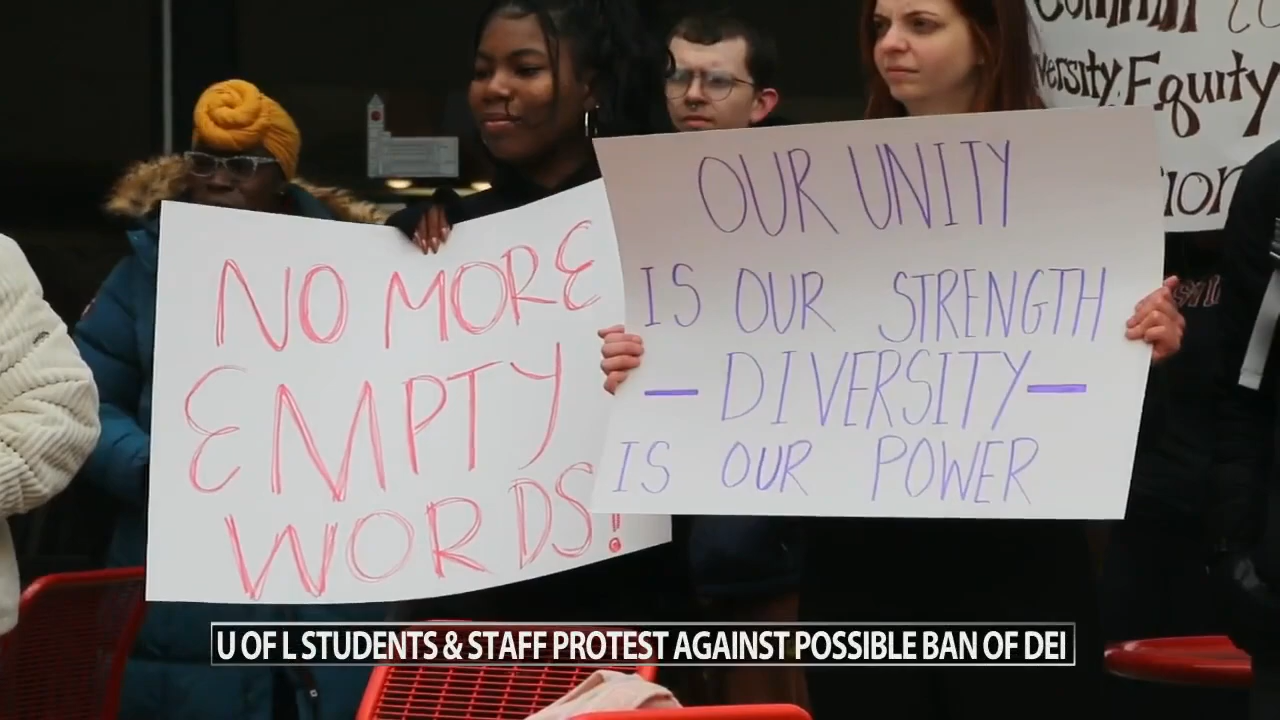 NO MORE
EMPTY
WORDS!
OUR UNITY
IS OUR STRENGTH
— DIVERSITY —
IS OUR POWER
Equity
U OF L STUDENTS & STAFF PROTEST AGAINST POSSIBLE BAN OF DEI